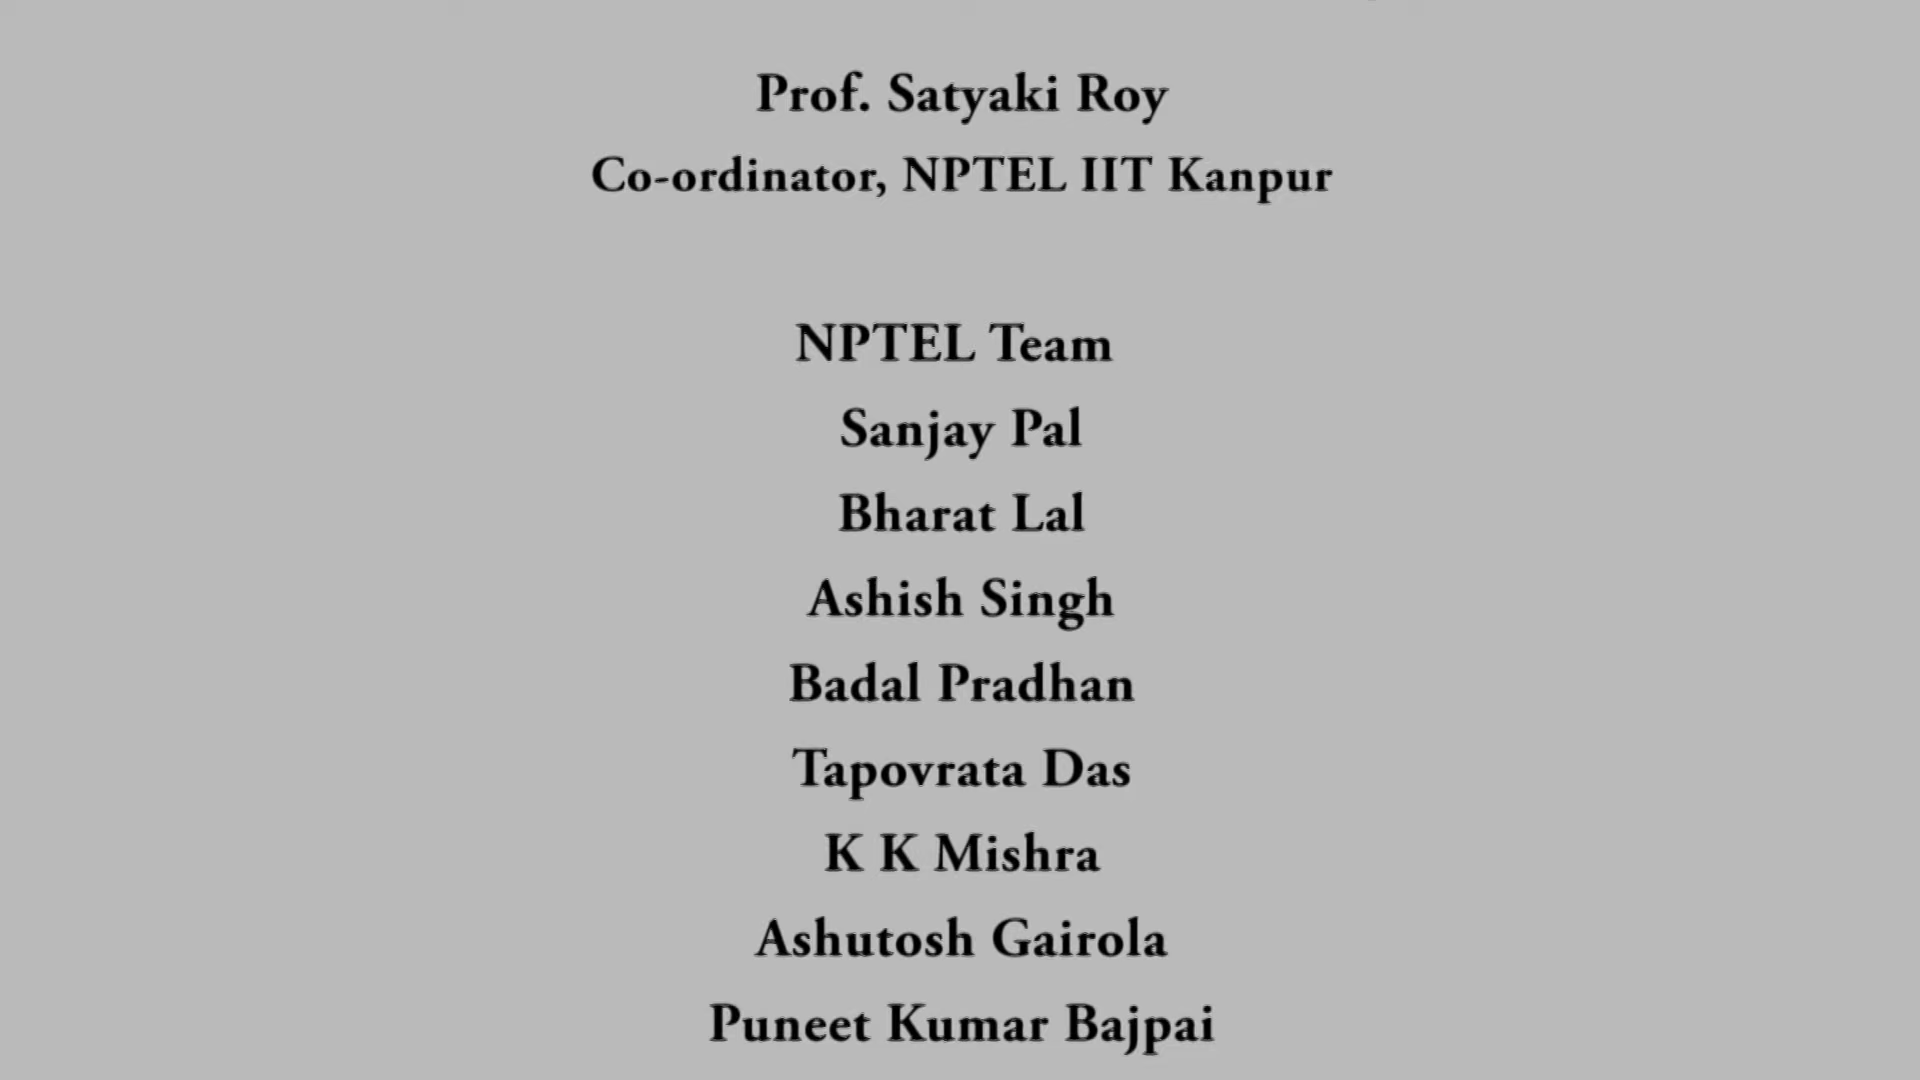 Prof. Satyaki Roy
Co-ordinator, NPTEL IIT Kanpur
NPTEL Team
Sanjay Pal
Bharat Lal
Ashish Singh
Badal Pradhan
Tapovrata Das
K K Mishra
Ashutosh Gairola
Puneet Kumar Bajpai